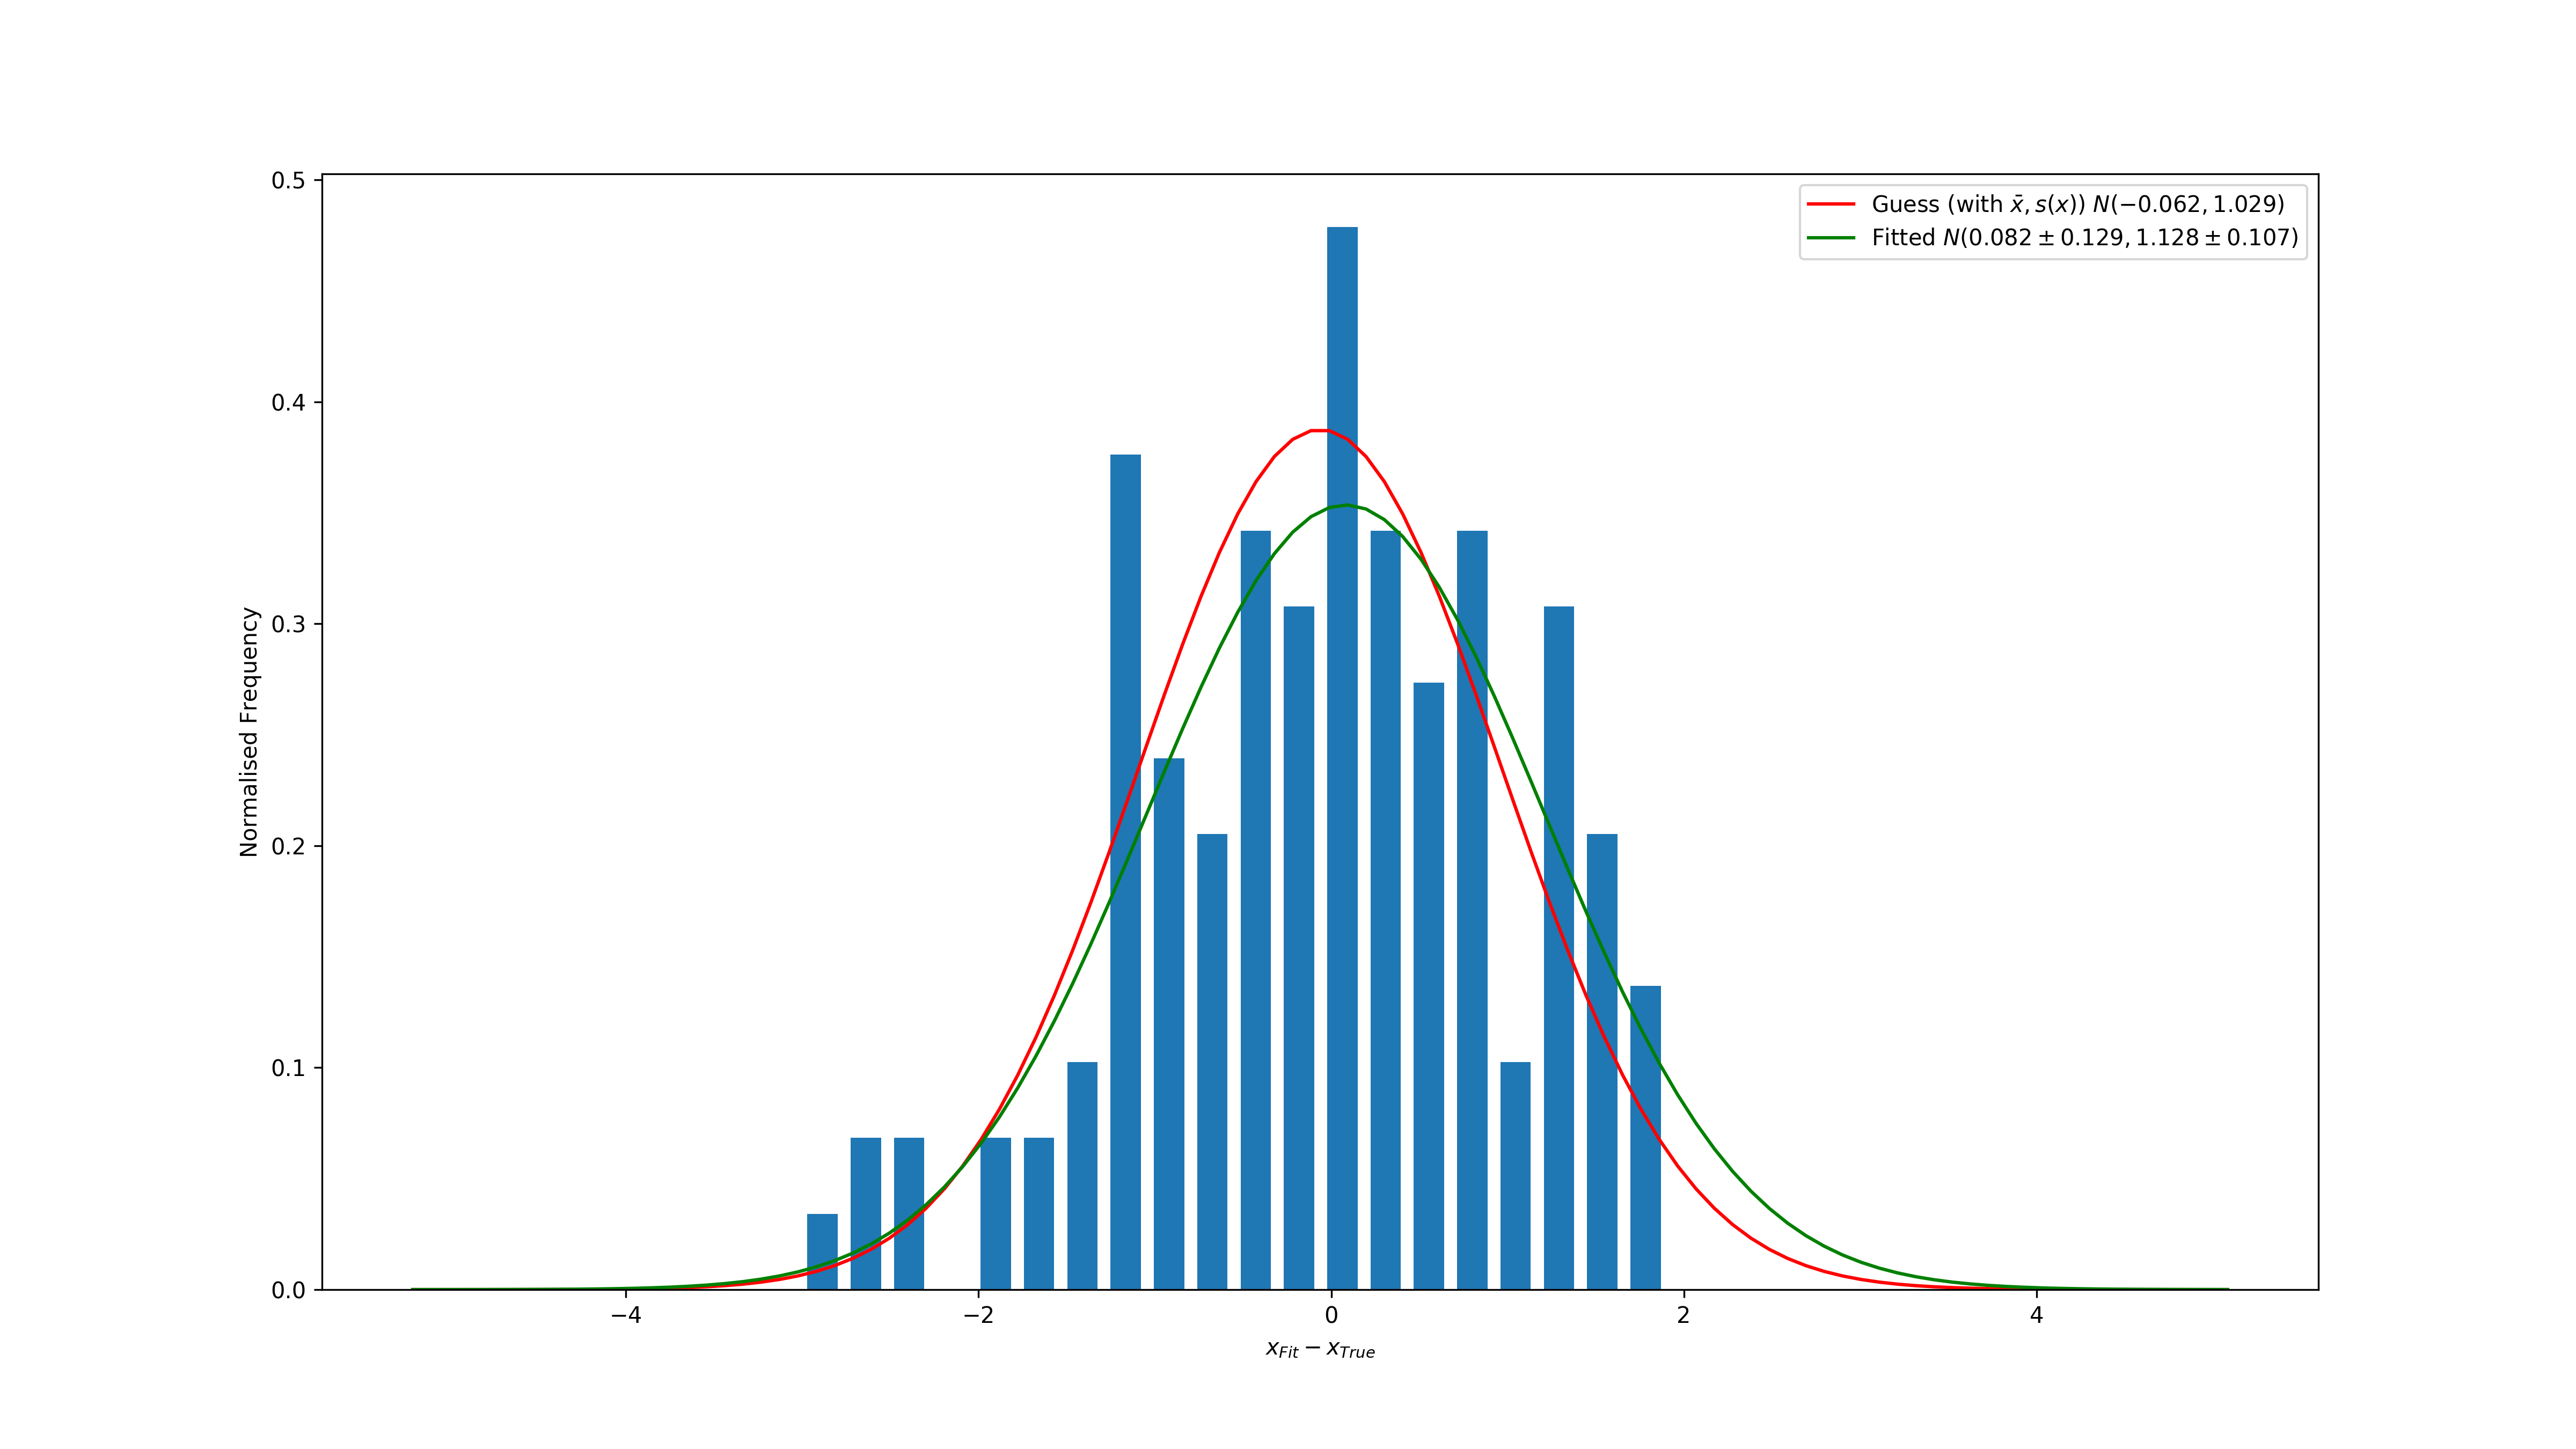 Guess (with x̄, s(x)) N(−0.062, 1.029)
Fitted N(0.082 ± 0.129, 1.128 ± 0.107)
0.5
0.4
0.3
0.2
0.1
0.0
Normalised Frequency
−4 −2 0 2 4
x_Fit − x_True